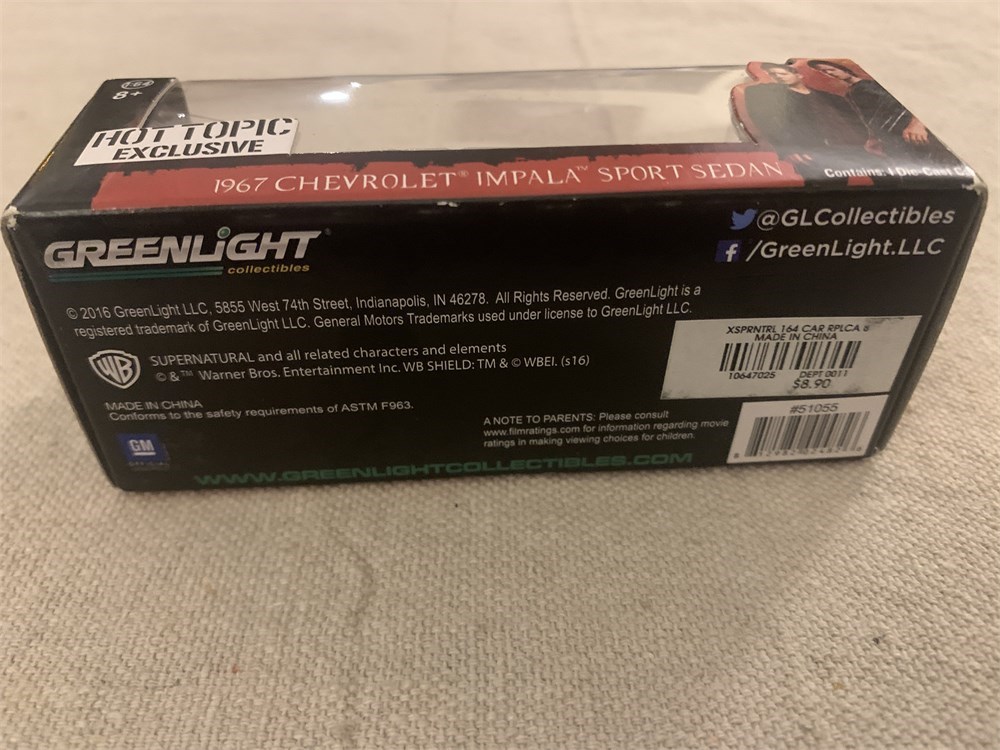 1:64
8+
HOT TOPIC
EXCLUSIVE
1967 CHEVROLET® IMPALA™ SPORT SEDAN
Contains: 1 Die-Cast
GREENLiGHT®
collectibles
@GLCollectibles
/GreenLight.LLC
© 2016 GreenLight LLC, 5855 West 74th Street, Indianapolis, IN 46278. All Rights Reserved. GreenLight is a
registered trademark of GreenLight LLC. General Motors Trademarks used under license to GreenLight LLC.
WB
SUPERNATURAL and all related characters and elements
© & ™ Warner Bros. Entertainment Inc. WB SHIELD: TM & © WBEI. (s16)
XSPRNTRL 164 CAR RPLCA
MADE IN CHINA
10647025 DEPT 0011
$8.90
MADE IN CHINA
Conforms to the safety requirements of ASTM F963.
GM
A NOTE TO PARENTS: Please consult
www.filmratings.com for information regarding movie
ratings in making viewing choices for children.
#51055
WWW.GREENLIGHTCOLLECTIBLES.COM